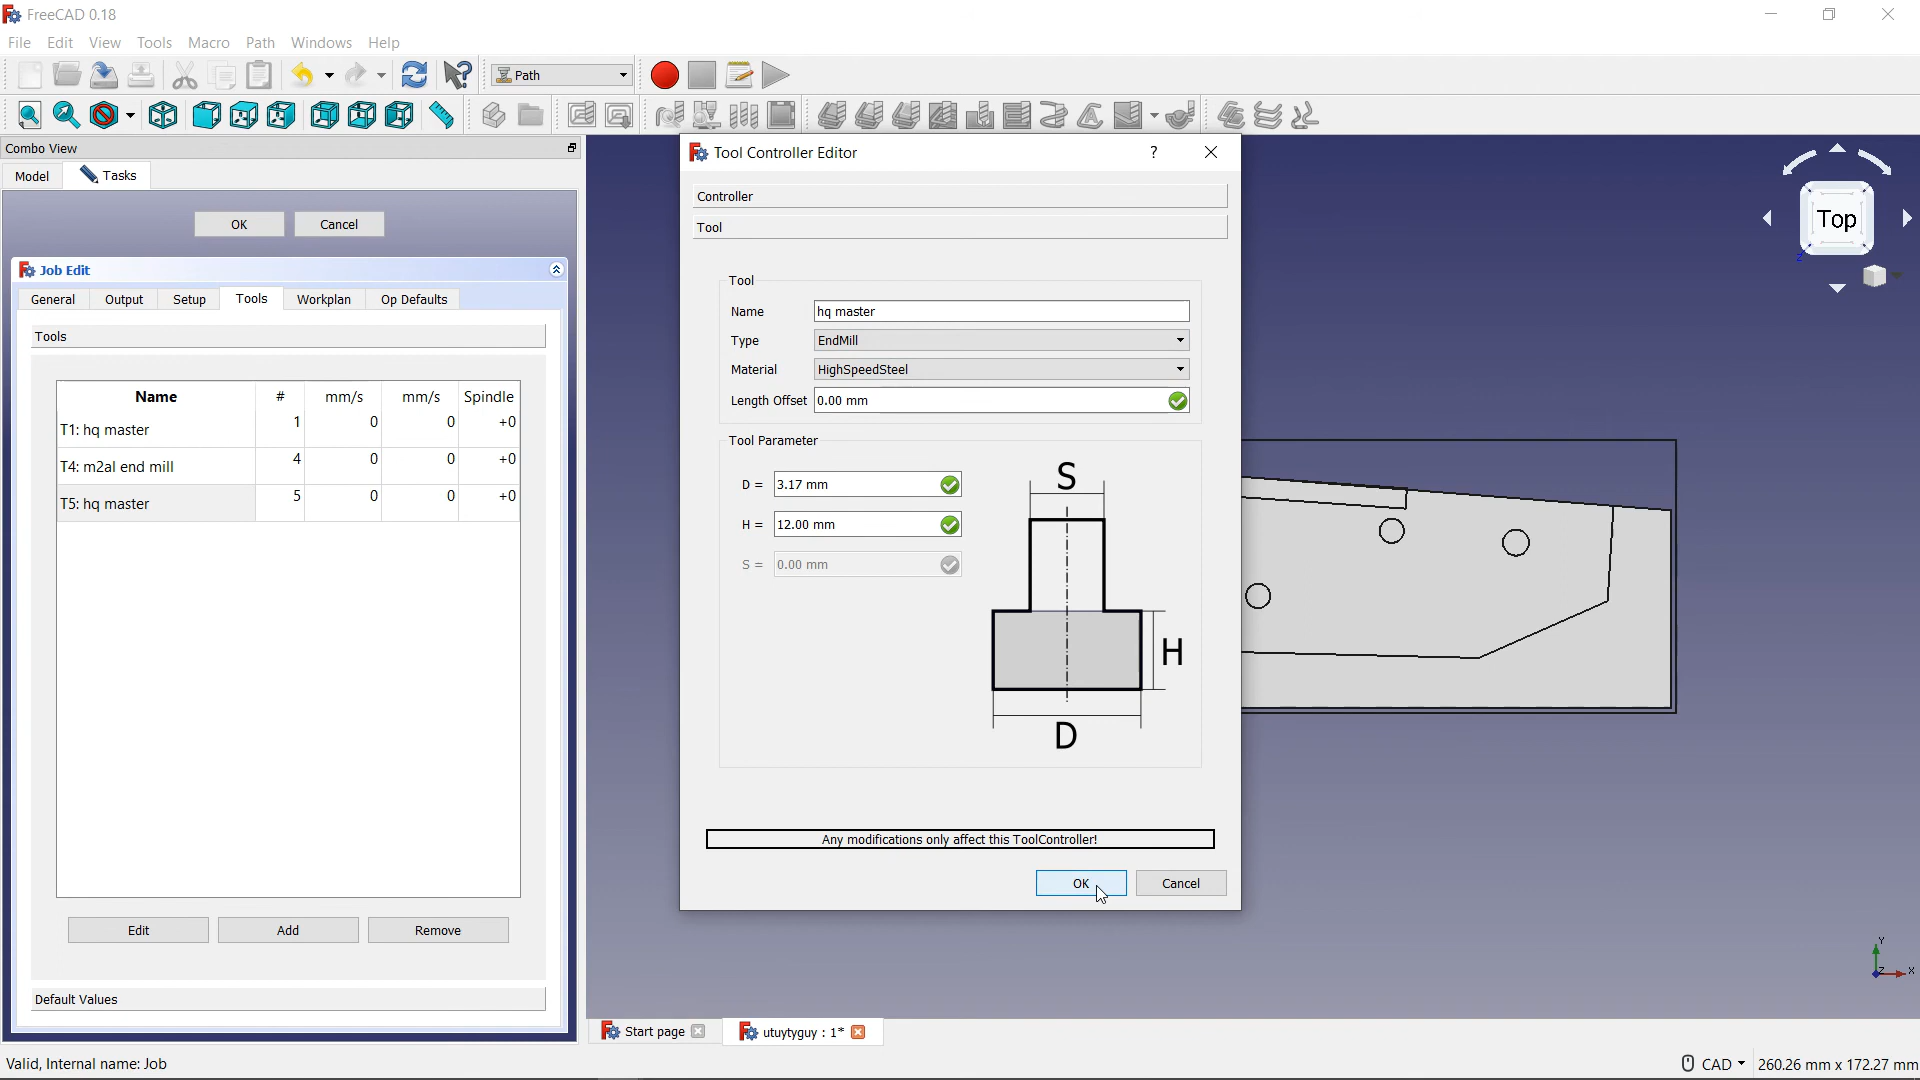 FreeCAD 0.18
File Edit View Tools Macro Path Windows Help
Path
Combo View
Model Tasks
OK Cancel
Job Edit
General Output Setup Tools Workplan Op Defaults
Tools
Name # mm/s mm/s Spindle
T1: hq master 1 0 0 +0
T4: m2al end mill 4 0 0 +0
T5: hq master 5 0 0 +0
Edit Add Remove
Default Values
Tool Controller Editor ?
Controller
Tool
Tool
Name hq master
Type EndMill
Material HighSpeedSteel
Length Offset 0.00 mm
Tool Parameter
D = 3.17 mm
H = 12.00 mm
S = 0.00 mm
S
H
D
Any modifications only affect this ToolController!
OK Cancel
Top
Z
Y
Z X
Start page utuytyguy : 1*
Valid, Internal name: Job
CAD 260.26 mm x 172.27 mm